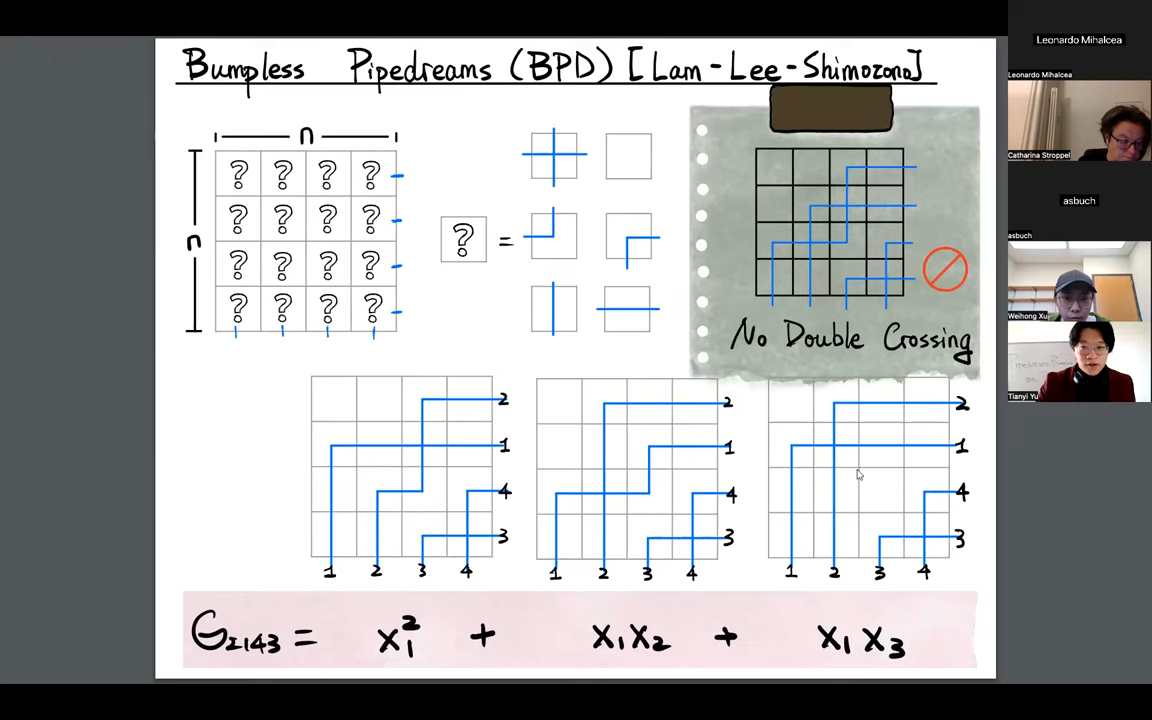 Bumpless Pipedreams (BPD) [Lam-Lee-Shimozono]
n
n
? ? ? ?
? ? ? ?
? ? ? ?
? ? ? ?
? =
No Double Crossing
2
1
4
3
1 2 3 4
2
1
4
3
1 2 3 4
2
1
4
3
1 2 3 4
G2143 = x₁² + x₁x₂ + x₁x₃
Leonardo Mihalcea
Leonardo Mihalcea
Catharina Stroppel
asbuch
asbuch
Weihong Xu
Tianyi Yu